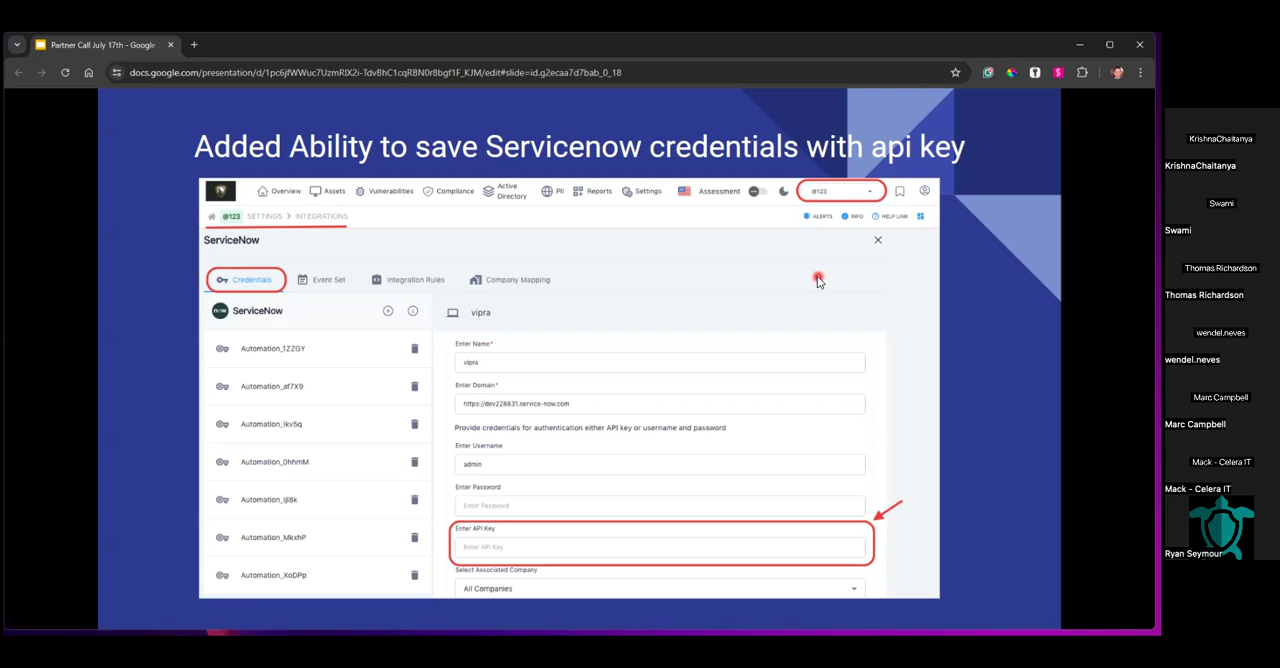 Partner Call July 17th - Google
docs.google.com/presentation/d/1pc6jfWWuc7UzmRlX2i-TdvBhC1cqRBN0r8bgf1F_KJM/edit#slide=id.g2ecaa7d7bab_0_18
Added Ability to save Servicenow credentials with api key
Overview Assets Vulnerabilities Compliance Active Directory PII Reports Settings Assessment @123
@123 SETTINGS > INTEGRATIONS ALERTS INFO HELP LINK
ServiceNow
Credentials Event Set Integration Rules Company Mapping
now ServiceNow
vipra
Automation_1ZZGY
Automation_af7X9
Automation_lkv5q
Automation_0hhmM
Automation_Ijl8k
Automation_MkxhP
Automation_XoDPp
Enter Name*
vipra
Enter Domain*
https://dev228831.service-now.com
Provide credentials for authentication either API key or username and password
Enter Username
admin
Enter Password
Enter Password
Enter API Key
Enter API Key
Select Associated Company
All Companies
KrishnaChaitanya
KrishnaChaitanya
Swami
Swami
Thomas Richardson
Thomas Richardson
wendel.neves
wendel.neves
Marc Campbell
Marc Campbell
Mack - Celera IT
Mack - Celera IT
Ryan Seymour